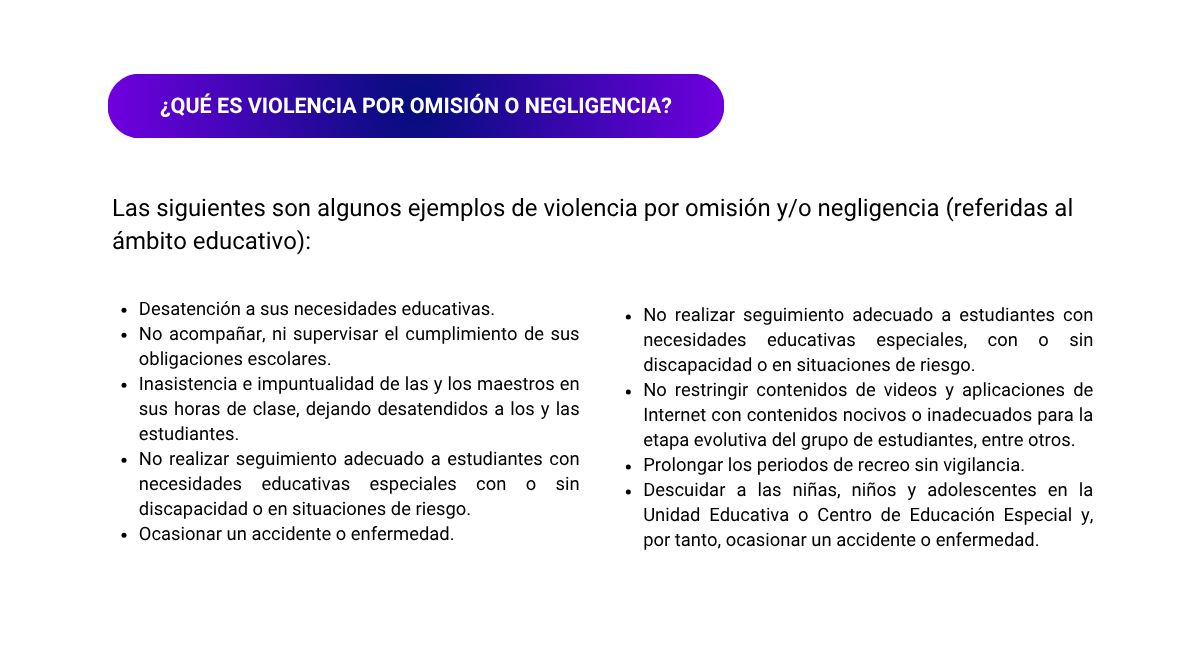 ¿QUÉ ES VIOLENCIA POR OMISIÓN O NEGLIGENCIA?
Las siguientes son algunos ejemplos de violencia por omisión y/o negligencia (referidas al
ámbito educativo):
• Desatención a sus necesidades educativas.
• No acompañar, ni supervisar el cumplimiento de sus
obligaciones escolares.
• Inasistencia e impuntualidad de las y los maestros en
sus horas de clase, dejando desatendidos a los y las
estudiantes.
• No realizar seguimiento adecuado a estudiantes con
necesidades educativas especiales con o sin
discapacidad o en situaciones de riesgo.
• Ocasionar un accidente o enfermedad.
• No realizar seguimiento adecuado a estudiantes con
necesidades educativas especiales, con o sin
discapacidad o en situaciones de riesgo.
• No restringir contenidos de videos y aplicaciones de
Internet con contenidos nocivos o inadecuados para la
etapa evolutiva del grupo de estudiantes, entre otros.
• Prolongar los periodos de recreo sin vigilancia.
• Descuidar a las niñas, niños y adolescentes en la
Unidad Educativa o Centro de Educación Especial y,
por tanto, ocasionar un accidente o enfermedad.